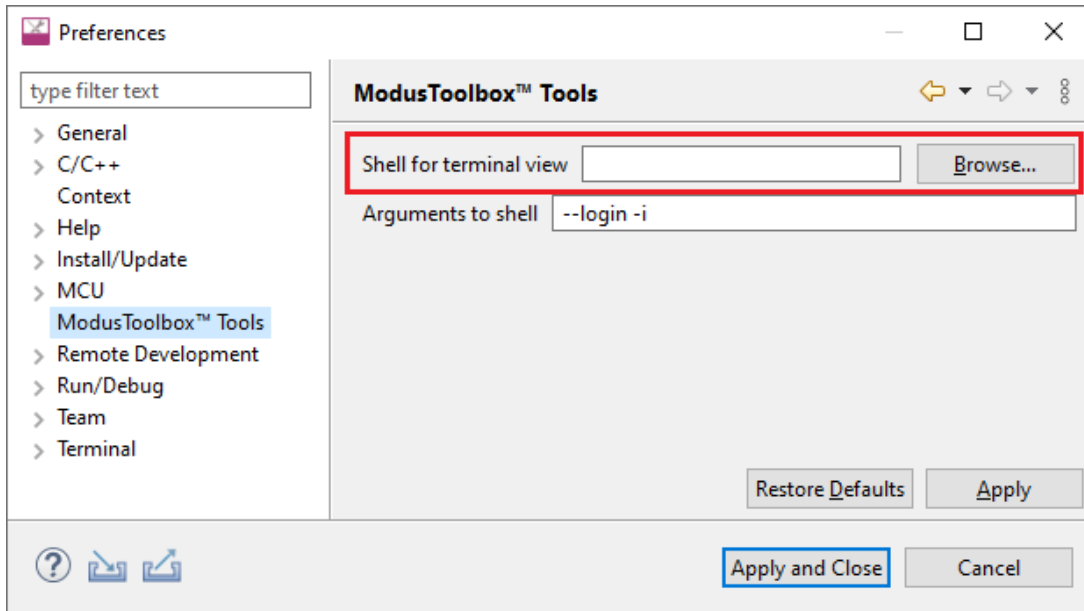 Preferences
type filter text
General
C/C++
Context
Help
Install/Update
MCU
ModusToolbox™ Tools
Remote Development
Run/Debug
Team
Terminal
ModusToolbox™ Tools
Shell for terminal view Browse...
Arguments to shell --login -i
Restore Defaults Apply
Apply and Close Cancel